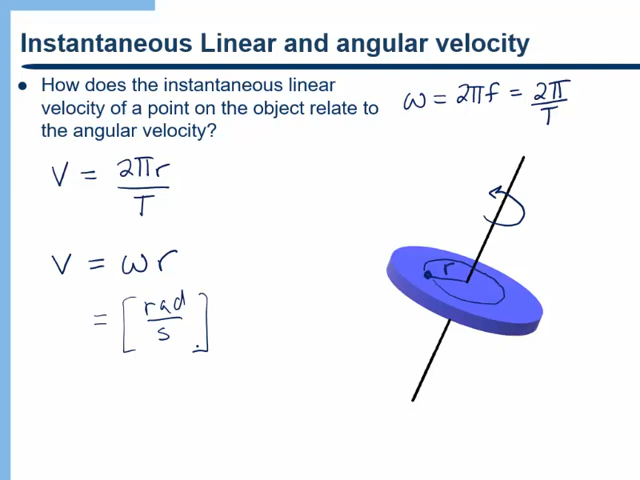 Instantaneous Linear and angular velocity
How does the instantaneous linear
velocity of a point on the object relate to
the angular velocity?
ω = 2πf = 2π/T
V = 2πr/T
V = ωr
= [rad/s]
r